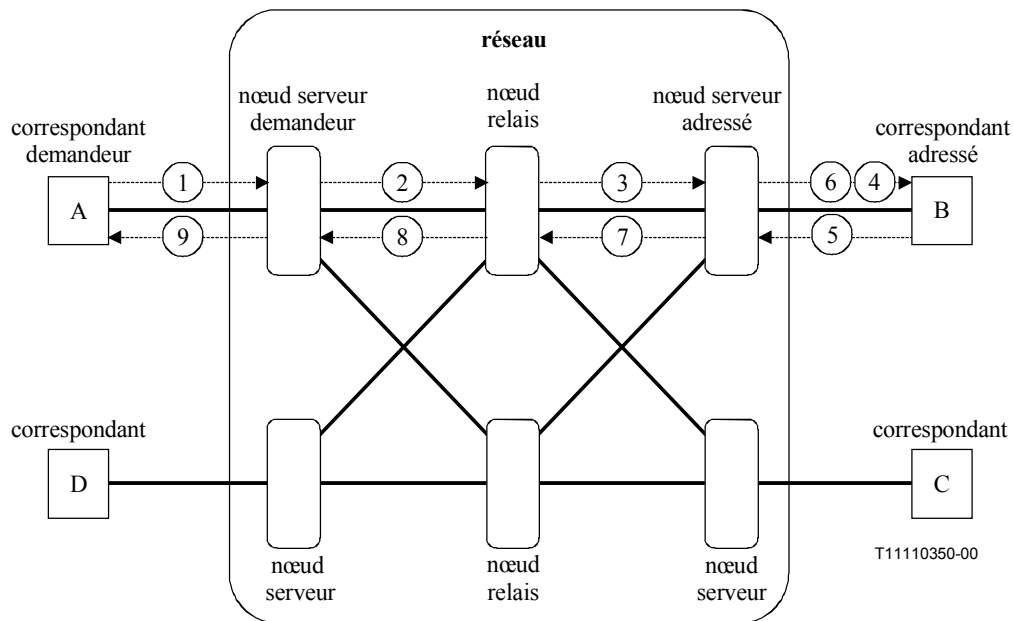 réseau
nœud serveur
demandeur
nœud
relais
nœud serveur
adressé
correspondant
demandeur
correspondant
adressé
1
2
3
6
4
A
B
9
8
7
5
correspondant
correspondant
D
C
nœud
serveur
nœud
relais
nœud
serveur
T11110350-00